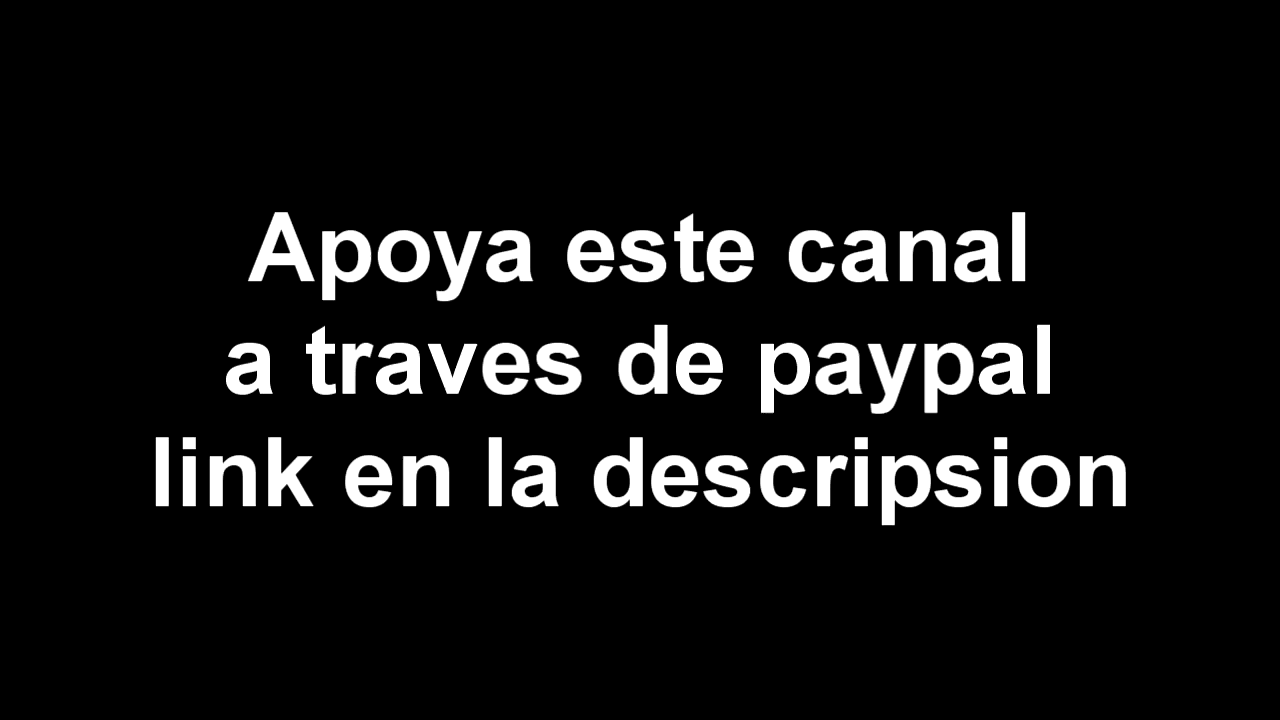 Apoya este canal
a traves de paypal
link en la descripsion